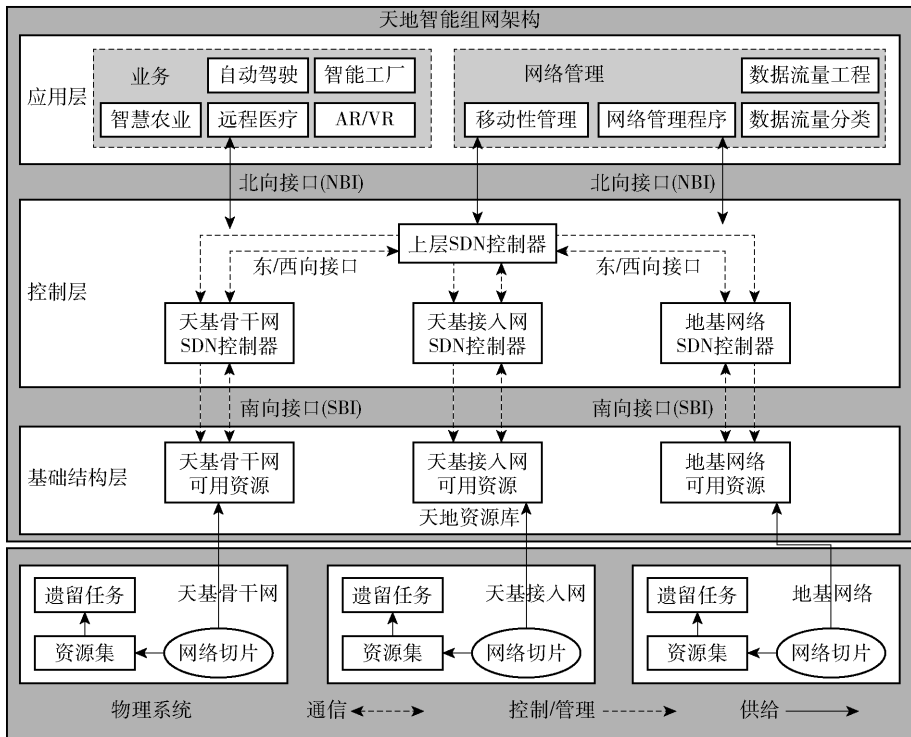 天地智能组网架构
应用层
业务
自动驾驶
智能工厂
智慧农业
远程医疗
AR/VR
网络管理
数据流量工程
移动性管理
网络管理程序
数据流量分类
北向接口(NBI)
北向接口(NBI)
控制层
上层SDN控制器
东/西向接口
东/西向接口
天基骨干网
SDN控制器
天基接入网
SDN控制器
地基网络
SDN控制器
南向接口(SBI)
南向接口(SBI)
基础结构层
天基骨干网
可用资源
天基接入网
可用资源
地基网络
可用资源
天地资源库
遗留任务
天基骨干网
资源集
网络切片
遗留任务
天基接入网
资源集
网络切片
遗留任务
地基网络
资源集
网络切片
物理系统
通信
控制/管理
供给